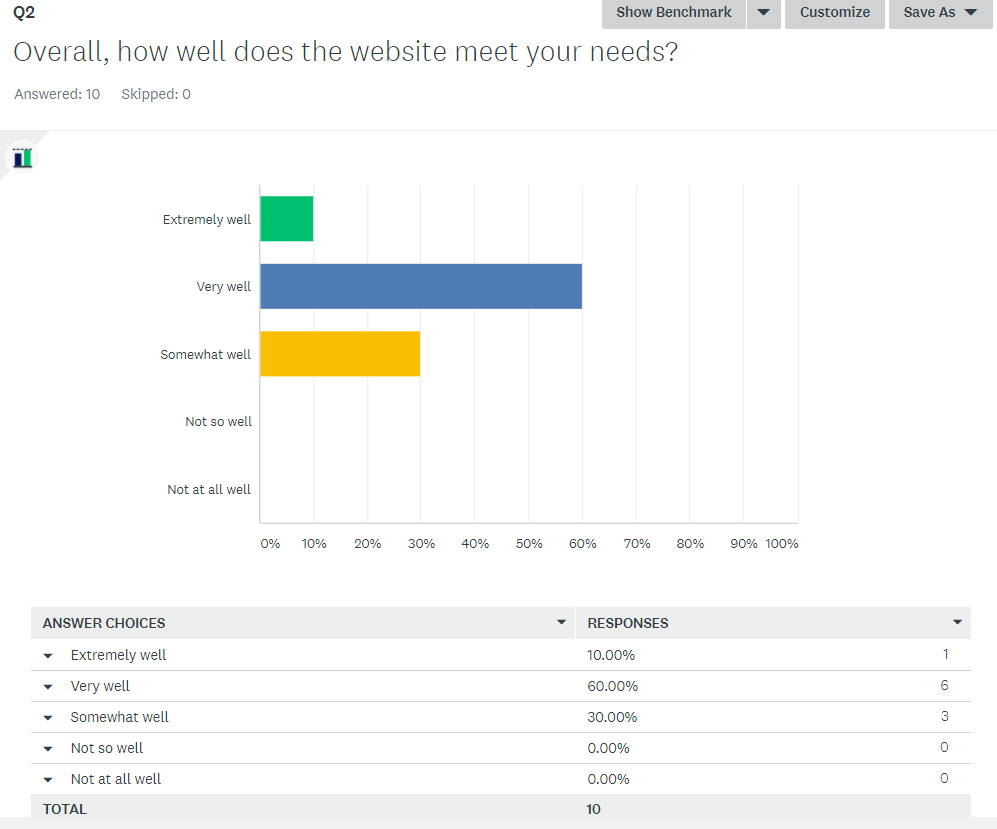 Q2 Show Benchmark Customize Save As
Overall, how well does the website meet your needs?
Answered: 10 Skipped: 0
Extremely well
Very well
Somewhat well
Not so well
Not at all well
0% 10% 20% 30% 40% 50% 60% 70% 80% 90% 100%
ANSWER CHOICES RESPONSES
Extremely well 10.00% 1
Very well 60.00% 6
Somewhat well 30.00% 3
Not so well 0.00% 0
Not at all well 0.00% 0
TOTAL 10